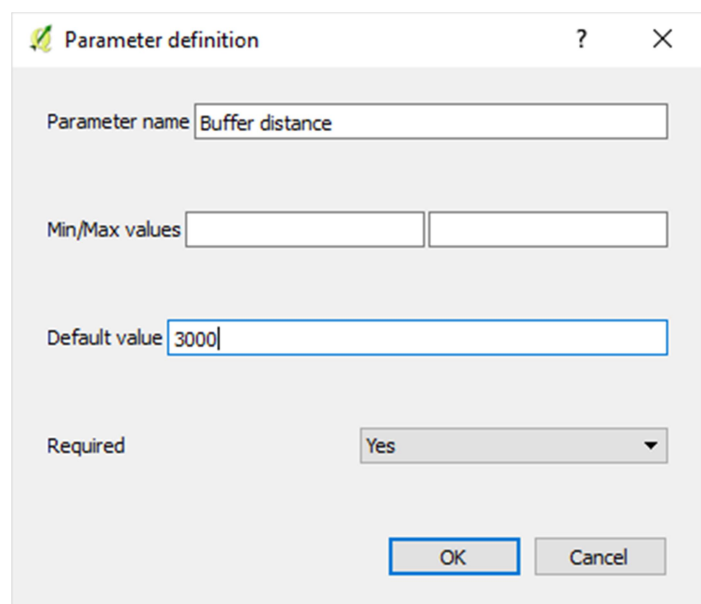 Parameter definition ?
Parameter name Buffer distance
Min/Max values
Default value 3000
Required Yes
OK Cancel